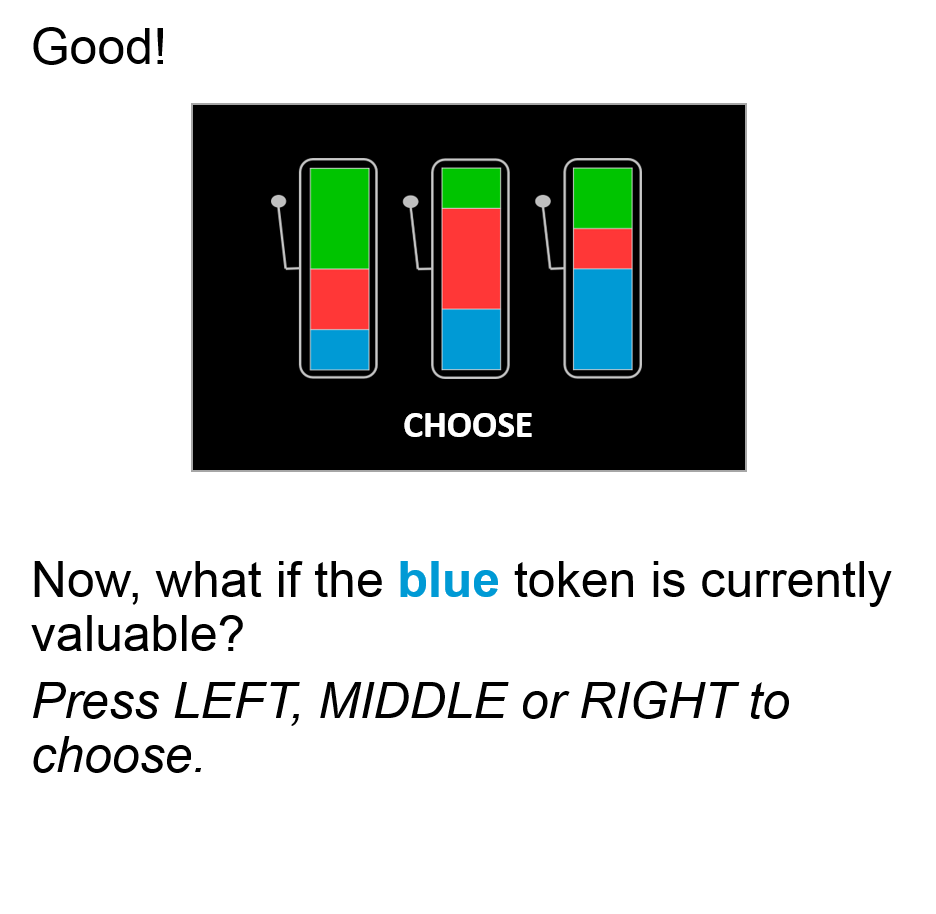 Good!
CHOOSE
Now, what if the blue token is currently
valuable?
Press LEFT, MIDDLE or RIGHT to
choose.